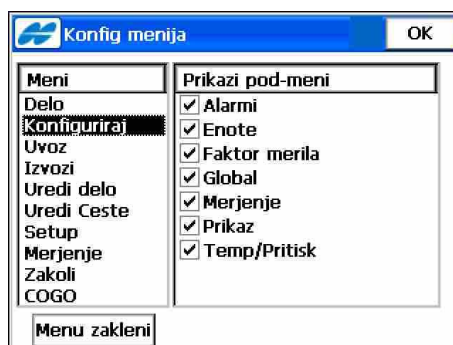 Konfig menija
OK
Meni
Delo
Konfiguriraj
Uvoz
Izvozi
Uredi delo
Uredi Ceste
Setup
Merjenje
Zakoli
COGO
Prikazi pod-meni
Alarmi
Enote
Faktor merila
Global
Merjenje
Prikaz
Temp/Pritisk
Menu zakleni